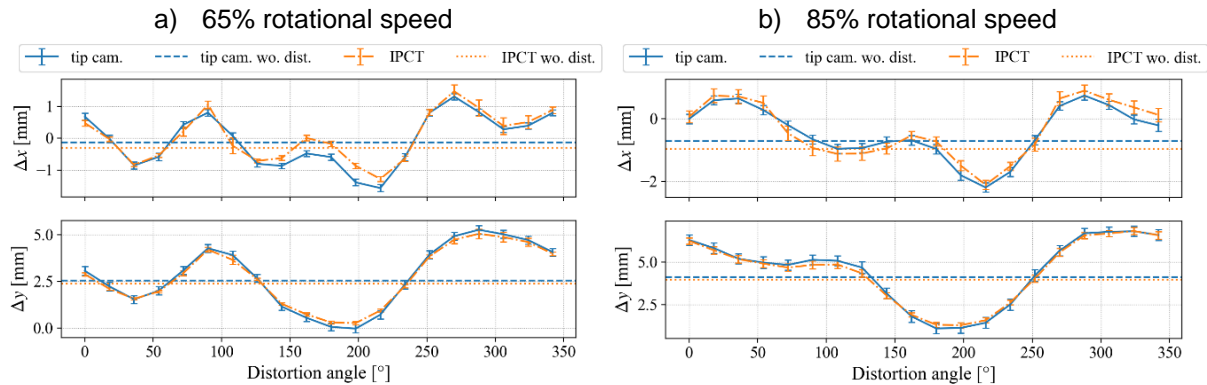 a) 65% rotational speed
b) 85% rotational speed
tip cam. tip cam. wo. dist. IPCT IPCT wo. dist.
tip cam. tip cam. wo. dist. IPCT IPCT wo. dist.
Δx [mm]
1
0
−1
Δx [mm]
0
−2
Δy [mm]
5.0
2.5
0.0
Δy [mm]
5.0
2.5
0 50 100 150 200 250 300 350
Distortion angle [°]
0 50 100 150 200 250 300 350
Distortion angle [°]